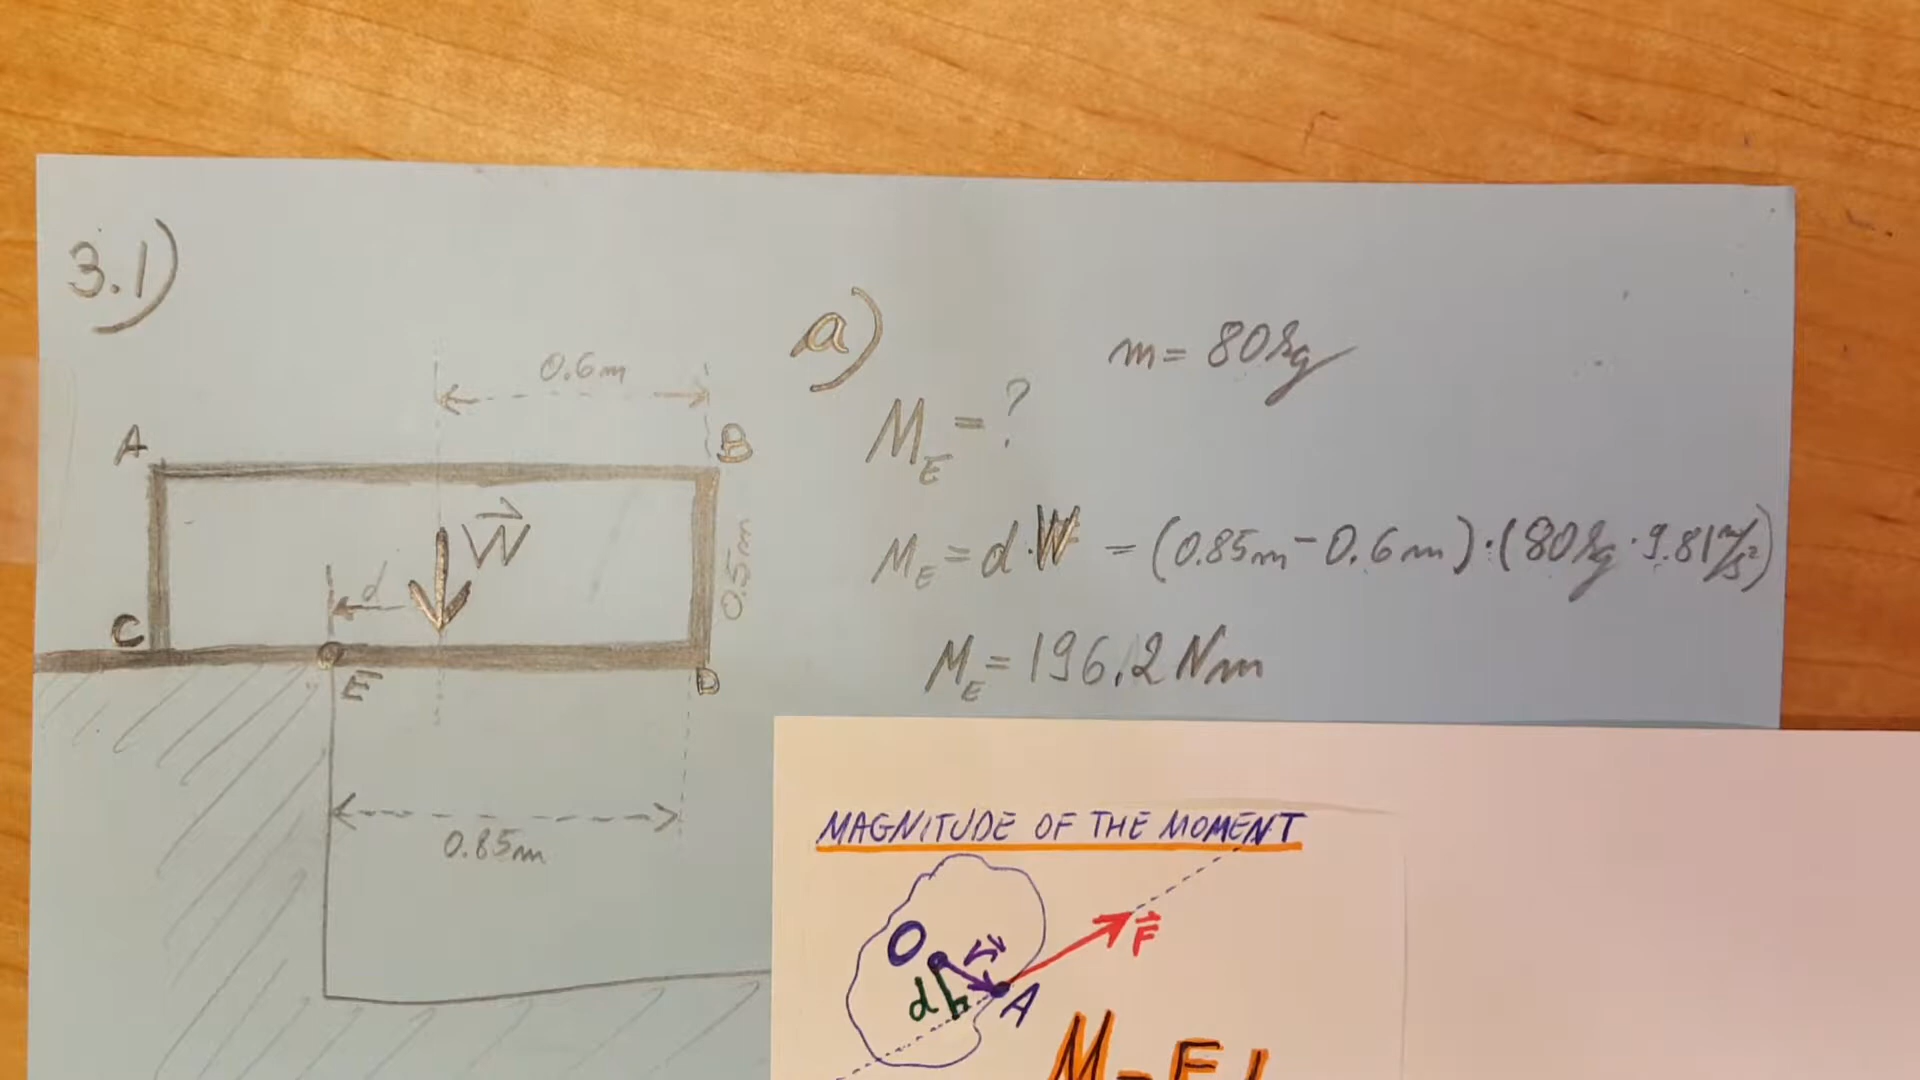 3.1)
a)
m = 80kg
0.6m
M_E = ?
A
B
W
M_E = d·W = (0.85m - 0.6m)·(80kg·9.81m/s²)
0.5m
d
C
E
D
M_E = 196.2 Nm
0.85m
MAGNITUDE OF THE MOMENT
O
r
F
d
A
M = F